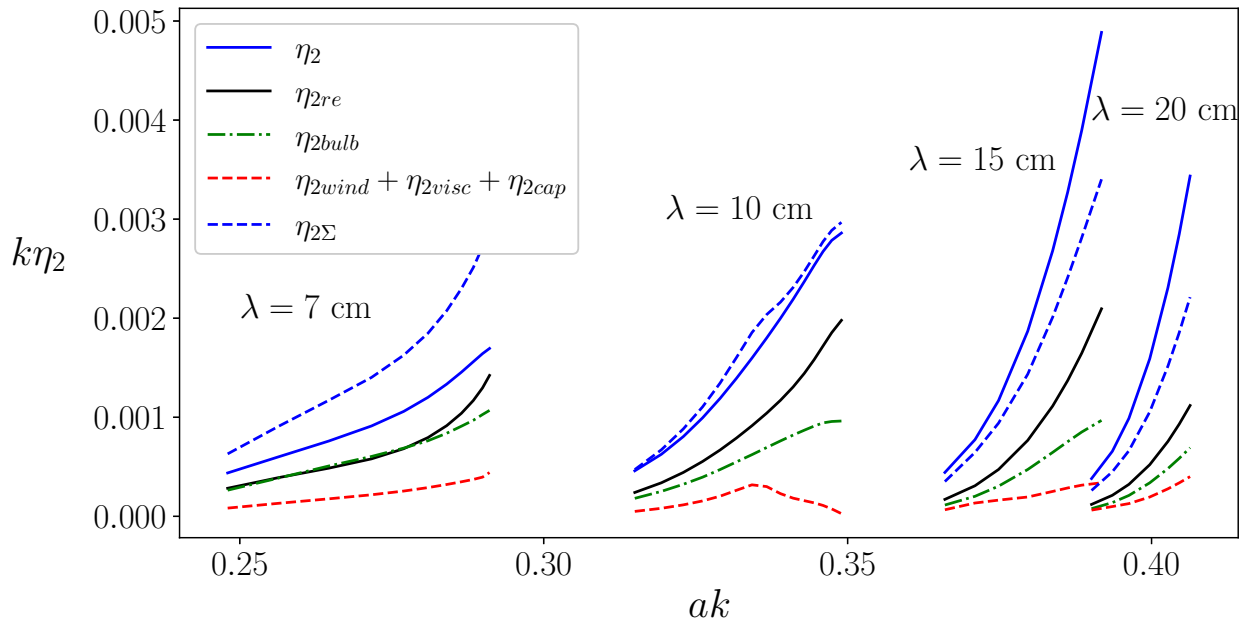 0.005
0.004
0.003
0.002
0.001
0.000
kη₂
η₂
η₂re
η₂bulb
η₂wind + η₂visc + η₂cap
η₂Σ
λ = 7 cm
λ = 10 cm
λ = 15 cm
λ = 20 cm
0.25 0.30 0.35 0.40
ak